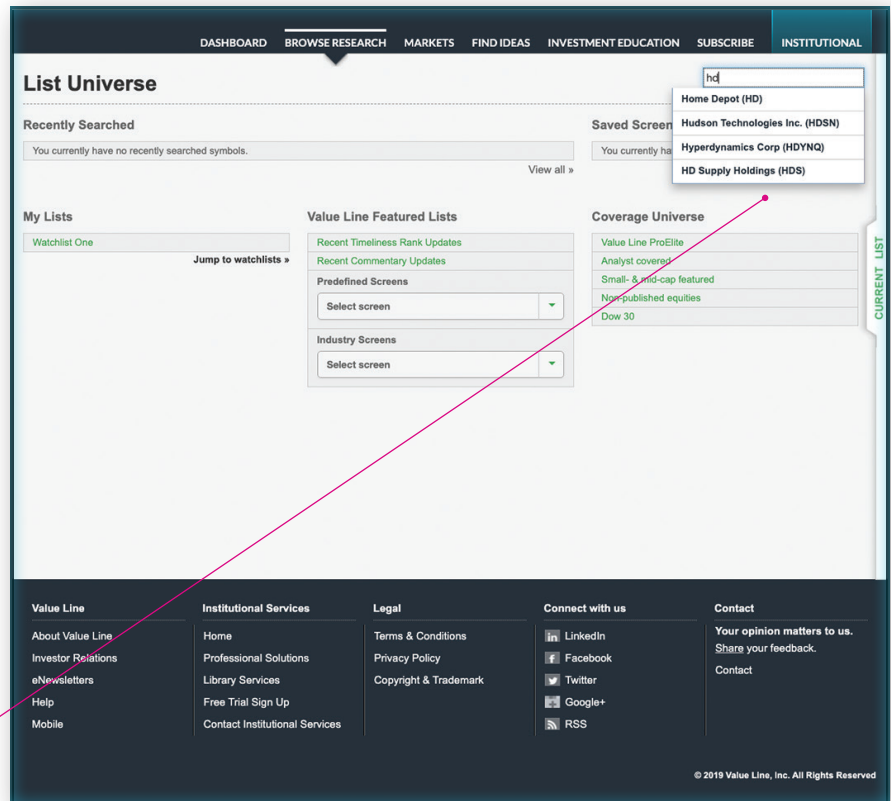 DASHBOARD BROWSE RESEARCH MARKETS FIND IDEAS INVESTMENT EDUCATION SUBSCRIBE INSTITUTIONAL
List Universe
hd
Home Depot (HD)
Hudson Technologies Inc. (HDSN)
Hyperdynamics Corp (HDYNQ)
HD Supply Holdings (HDS)
Recently Searched
You currently have no recently searched symbols.
View all »
Saved Screen
You currently ha
My Lists
Watchlist One
Jump to watchlists »
Value Line Featured Lists
Recent Timeliness Rank Updates
Recent Commentary Updates
Predefined Screens
Select screen
Industry Screens
Select screen
Coverage Universe
Value Line ProElite
Analyst covered
Small- & mid-cap featured
Non-published equities
Dow 30
CURRENT LIST
Value Line
About Value Line
Investor Relations
eNewsletters
Help
Mobile
Institutional Services
Home
Professional Solutions
Library Services
Free Trial Sign Up
Contact Institutional Services
Legal
Terms & Conditions
Privacy Policy
Copyright & Trademark
Connect with us
LinkedIn
Facebook
Twitter
Google+
RSS
Contact
Your opinion matters to us.
Share your feedback.
Contact
© 2019 Value Line, Inc. All Rights Reserved